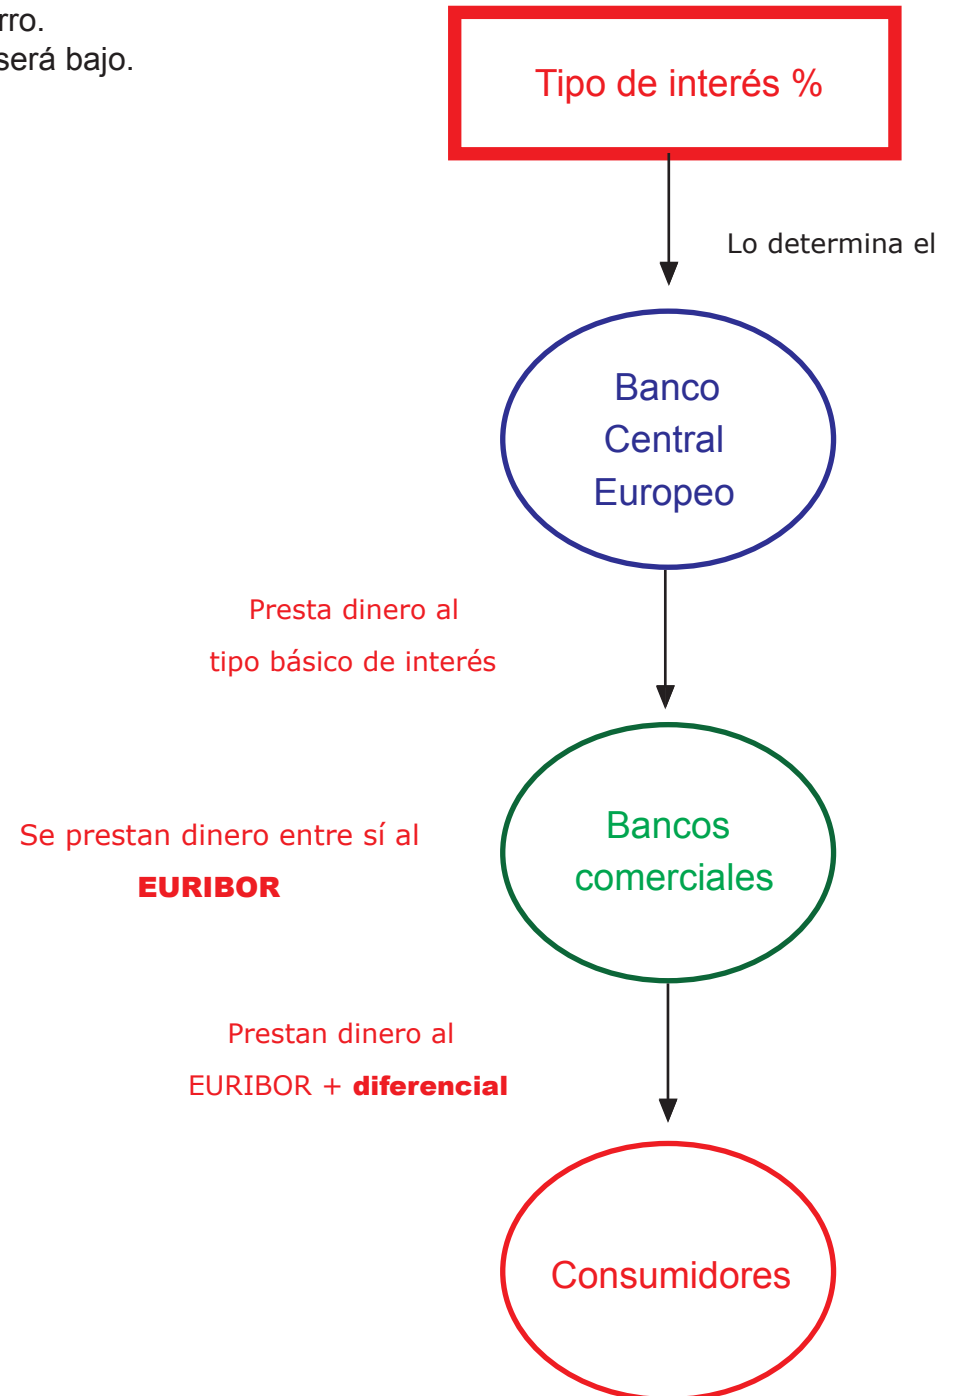 rro.
será bajo.
Tipo de interés %
Lo determina el
Banco
Central
Europeo
Presta dinero al
tipo básico de interés
Bancos
comerciales
Se prestan dinero entre sí al
EURIBOR
Prestan dinero al
EURIBOR + diferencial
Consumidores